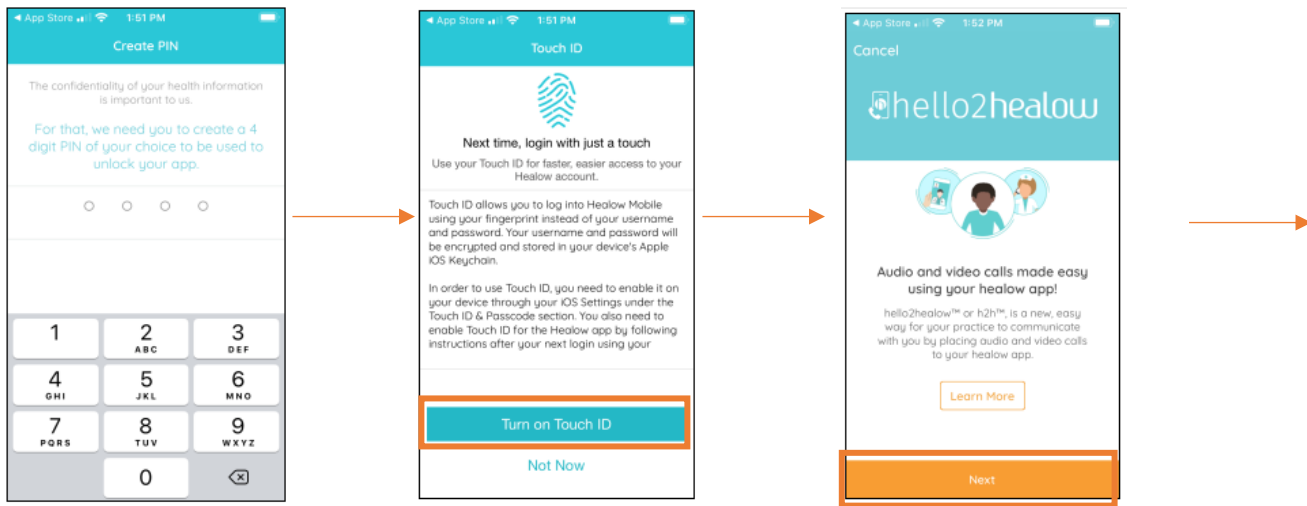 App Store 1:51 PM
Create PIN
The confidentiality of your health information
is important to us.
For that, we need you to create a 4
digit PIN of your choice to be used to
unlock your app.
1
2
ABC
3
DEF
4
GHI
5
JKL
6
MNO
7
PQRS
8
TUV
9
WXYZ
0
App Store 1:51 PM
Touch ID
Next time, login with just a touch
Use your Touch ID for faster, easier access to your
Healow account.
Touch ID allows you to log into Healow Mobile
using your fingerprint instead of your username
and password. Your username and password will
be encrypted and stored in your device's Apple
iOS Keychain.
In order to use Touch ID, you need to enable it on
your device through your iOS Settings under the
Touch ID & Passcode section. You also need to
enable Touch ID for the Healow app by following
instructions after your next login using your
Turn on Touch ID
Not Now
App Store 1:52 PM
Cancel
hello2healow
Audio and video calls made easy
using your healow app!
hello2healow™ or h2h™, is a new, easy
way for your practice to communicate
with you by placing audio and video calls
to your healow app.
Learn More
Next